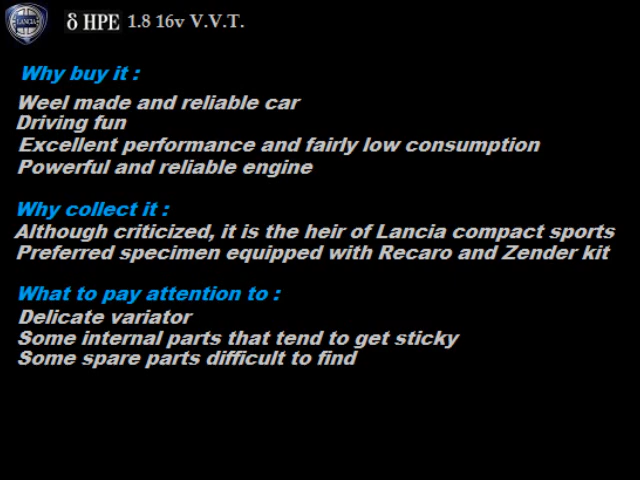 LANCIA
δ HPE 1.8 16v V.V.T.
Why buy it :
Weel made and reliable car
Driving fun
Excellent performance and fairly low consumption
Powerful and reliable engine
Why collect it :
Although criticized, it is the heir of Lancia compact sports
Preferred specimen equipped with Recaro and Zender kit
What to pay attention to :
Delicate variator
Some internal parts that tend to get sticky
Some spare parts difficult to find